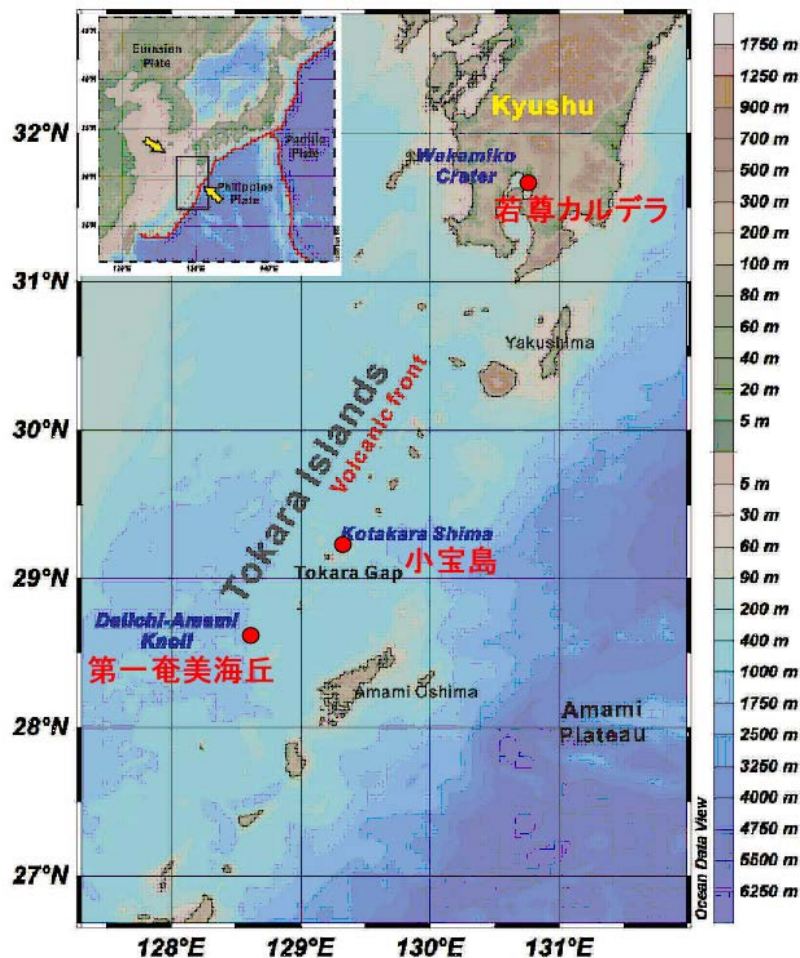 Eurasian
Plate
Plate
Philippine
Plate
32°N
31°N
30°N
29°N
28°N
27°N
128°E
129°E
130°E
131°E
Kyushu
Wakamiko
Crater
若尊カルデラ
Yakushima
Tokara Islands
Volcanic front
Kotakara Shima
小宝島
Tokara Gap
Daiichi-Amami
Knoll
第一奄美海丘
Amami Oshima
Amami
Plateau
Ocean Data View
1750 m
1250 m
900 m
700 m
500 m
300 m
200 m
100 m
80 m
60 m
40 m
20 m
5 m
5 m
30 m
60 m
90 m
200 m
400 m
1000 m
1750 m
2500 m
3250 m
4000 m
4750 m
5500 m
6250 m